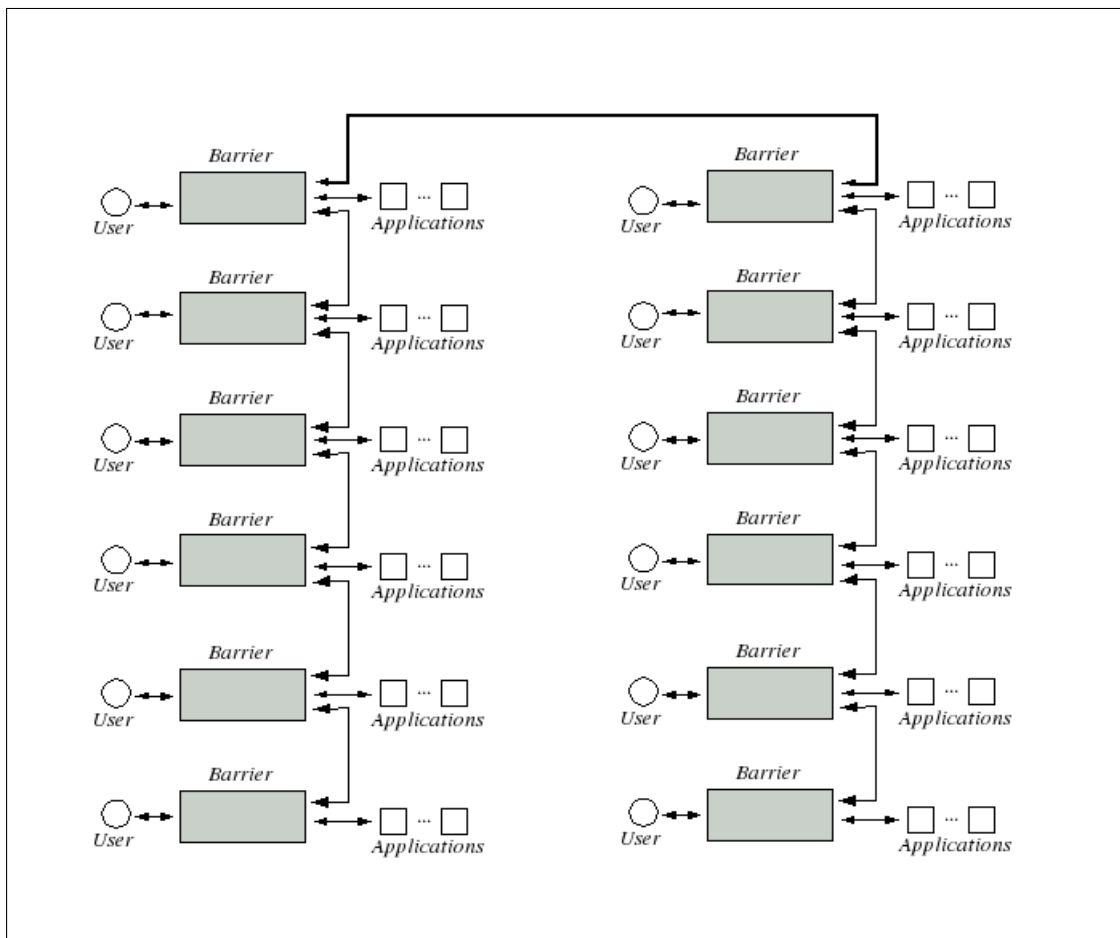 Barrier
User
...
Applications
Barrier
User
...
Applications
Barrier
User
...
Applications
Barrier
User
...
Applications
Barrier
User
...
Applications
Barrier
User
...
Applications
Barrier
User
...
Applications
Barrier
User
...
Applications
Barrier
User
...
Applications
Barrier
User
...
Applications
Barrier
User
...
Applications
Barrier
User
...
Applications